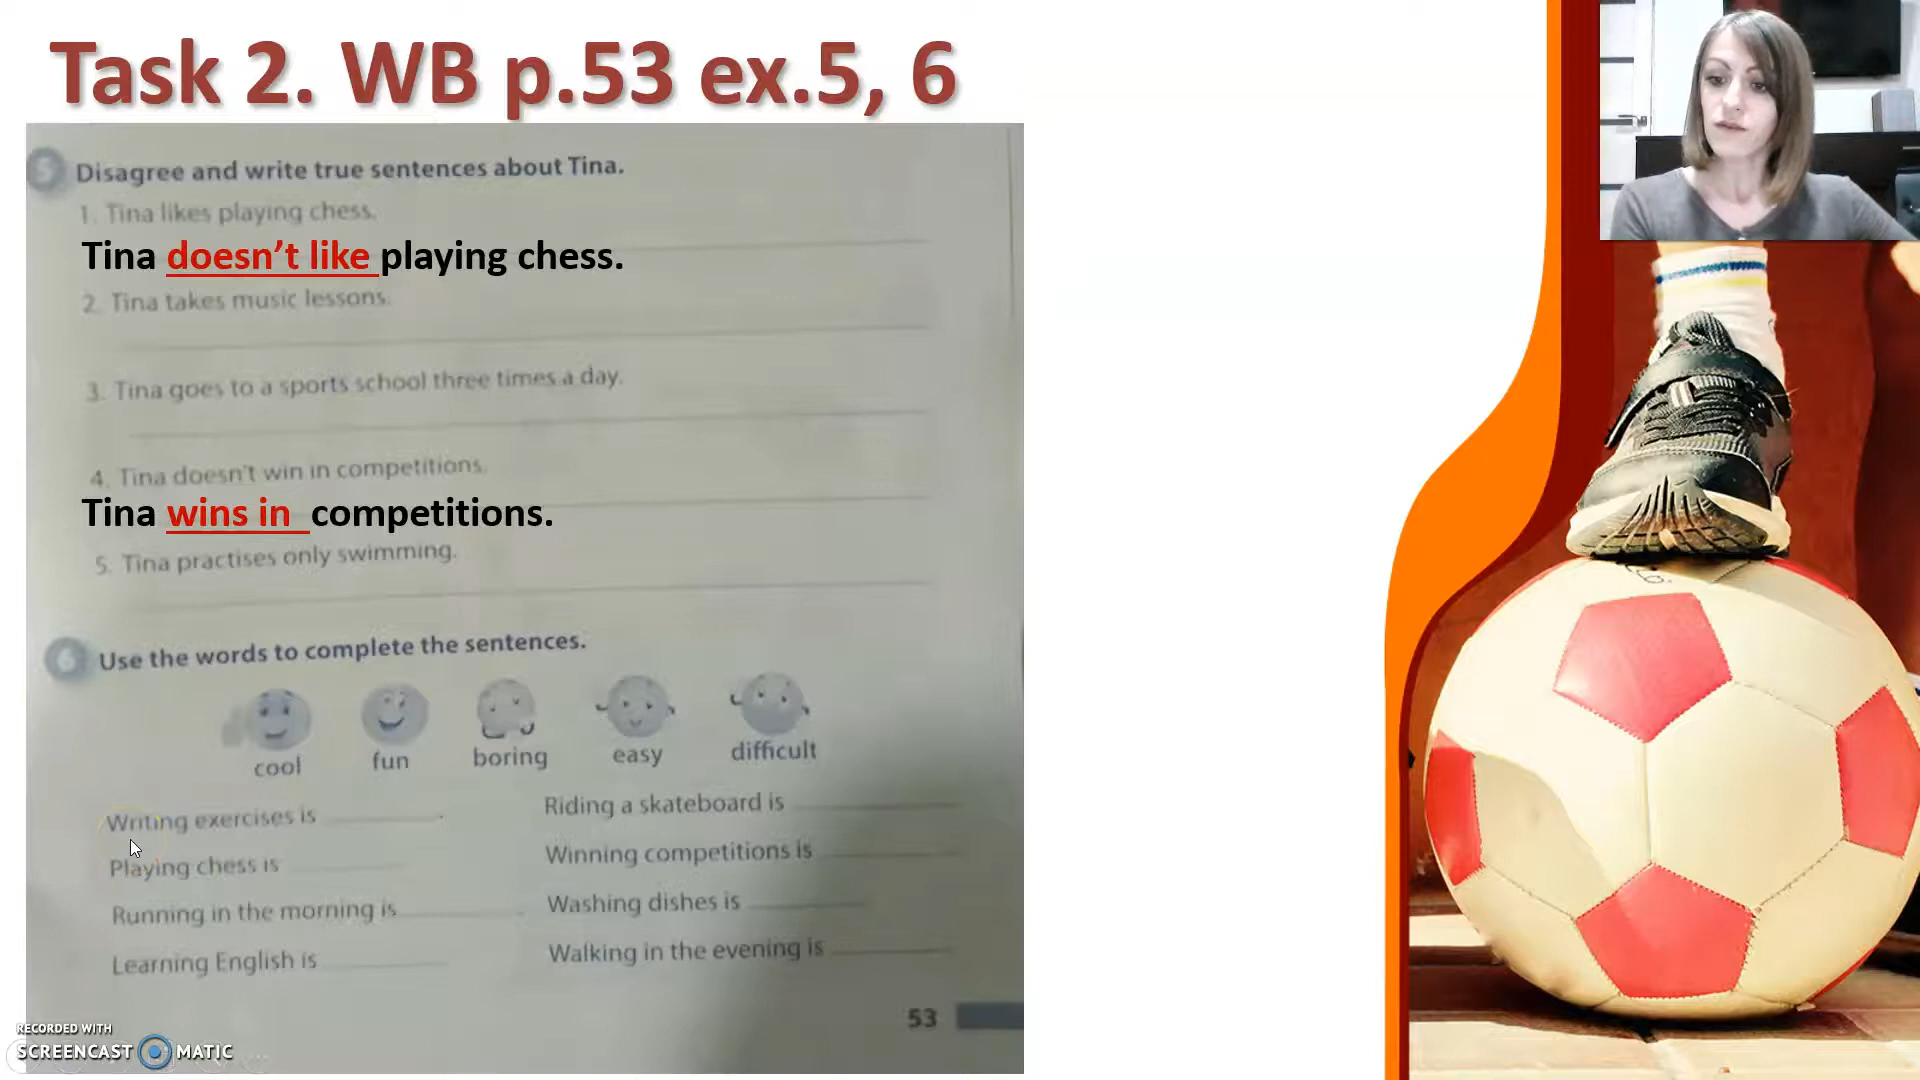 Task 2. WB p.53 ex.5, 6
5 Disagree and write true sentences about Tina.
1. Tina likes playing chess.
Tina doesn't like playing chess.
2. Tina takes music lessons.
3. Tina goes to a sports school three times a day.
4. Tina doesn't win in competitions.
Tina wins in competitions.
5. Tina practises only swimming.
6 Use the words to complete the sentences.
cool fun boring easy difficult
Writing exercises is
Playing chess is
Running in the morning is
Learning English is
Riding a skateboard is
Winning competitions is
Washing dishes is
Walking in the evening is
53
RECORDED WITH
SCREENCAST MATIC